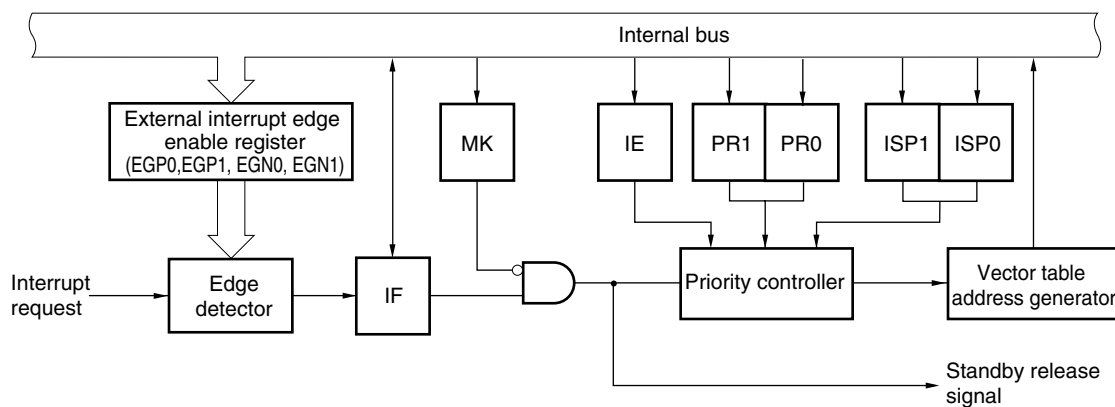 Internal bus
External interrupt edge
enable register
(EGP0,EGP1, EGN0, EGN1)
MK
IE
PR1
PR0
ISP1
ISP0
Interrupt
request
Edge
detector
IF
Priority controller
Vector table
address generator
Standby release
signal